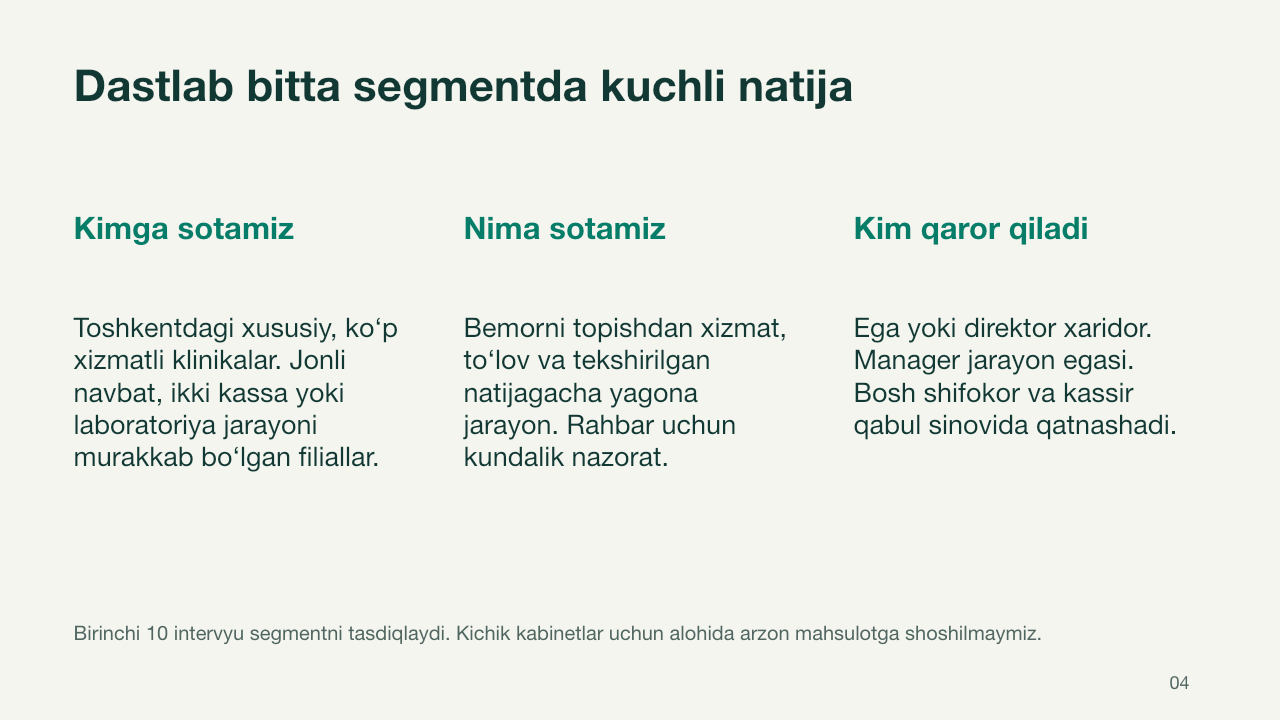 Dastlab bitta segmentda kuchli natija
Kimga sotamiz
Toshkentdagi xususiy, ko‘p
xizmatli klinikalar. Jonli
navbat, ikki kassa yoki
laboratoriya jarayoni
murakkab bo‘lgan filiallar.
Nima sotamiz
Bemorni topishdan xizmat,
to‘lov va tekshirilgan
natijagacha yagona
jarayon. Rahbar uchun
kundalik nazorat.
Kim qaror qiladi
Ega yoki direktor xaridor.
Manager jarayon egasi.
Bosh shifokor va kassir
qabul sinovida qatnashadi.
Birinchi 10 intervyu segmentni tasdiqlaydi. Kichik kabinetlar uchun alohida arzon mahsulotga shoshilmaymiz.
04